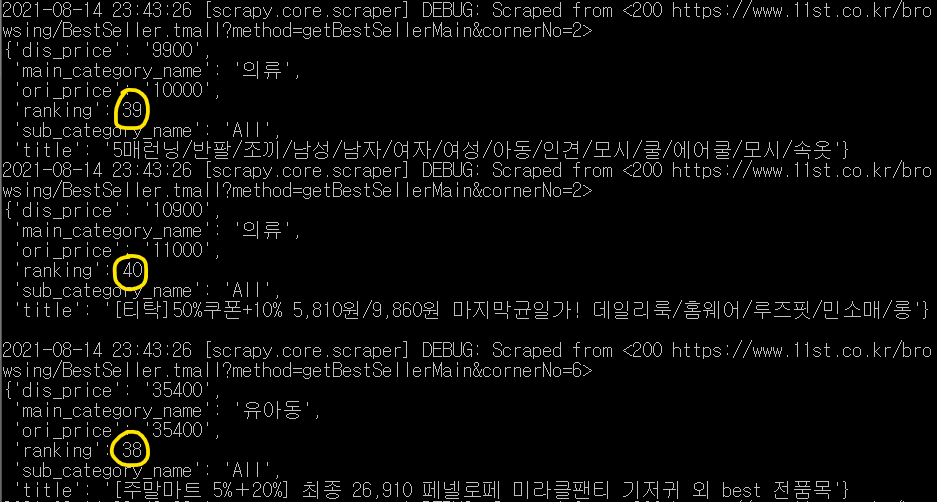 2021-08-14 23:43:26 [scrapy.core.scraper] DEBUG: Scraped from <200 https://www.11st.co.kr/bro
wsing/BestSeller.tmall?method=getBestSellerMain&cornerNo=2>
{'dis_price': '9900',
 'main_category_name': '의류',
 'ori_price': '10000',
 'ranking': 39
 'sub_category_name': 'All',
 'title': '5매런닝/반팔/조끼/남성/남자/여자/여성/아동/인견/모시/쿨/에어쿨/모시/속옷'}
2021-08-14 23:43:26 [scrapy.core.scraper] DEBUG: Scraped from <200 https://www.11st.co.kr/bro
wsing/BestSeller.tmall?method=getBestSellerMain&cornerNo=2>
{'dis_price': '10900',
 'main_category_name': '의류',
 'ori_price': '11000',
 'ranking': 40
 'sub_category_name': 'All',
 'title': '[티탁]50%쿠폰+10% 5,810원/9,860원 마지막균일가! 데일리룩/홈웨어/루즈핏/민소매/롱'}
2021-08-14 23:43:26 [scrapy.core.scraper] DEBUG: Scraped from <200 https://www.11st.co.kr/bro
wsing/BestSeller.tmall?method=getBestSellerMain&cornerNo=6>
{'dis_price': '35400',
 'main_category_name': '유아동',
 'ori_price': '35400',
 'ranking': 38
 'sub_category_name': 'All',
 'title': '[주말마트 5%+20%] 최종 26,910 페넬로페 미라클팬티 기저귀 외 best 전품목'}